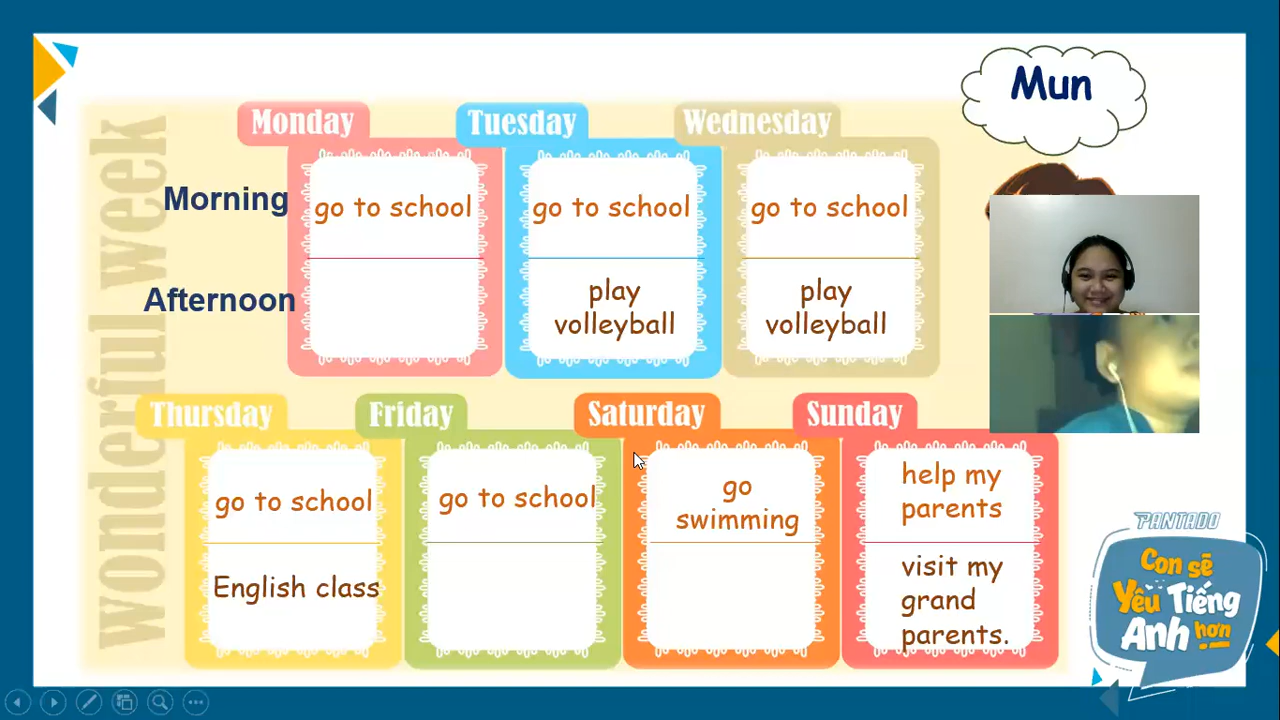 Mun
wonderful week
Monday
Tuesday
Wednesday
Morning
go to school
go to school
go to school
Afternoon
play
volleyball
play
volleyball
Thursday
Friday
Saturday
Sunday
go to school
go to school
go
swimming
help my
parents
English class
visit my
grand
parents.
PANTADO
Con sẽ
Yêu Tiếng
Anh hơn